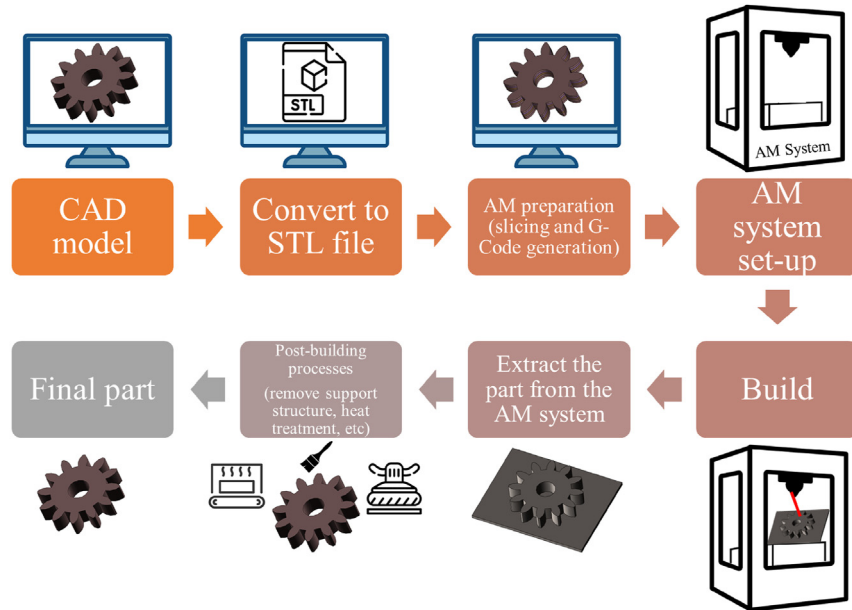 STL
AM System
CAD
model
Convert to
STL file
AM preparation
(slicing and G-
Code generation)
AM
system
set-up
Build
Extract the
part from the
AM system
Post-building
processes
(remove support
structure, heat
treatment, etc)
Final part